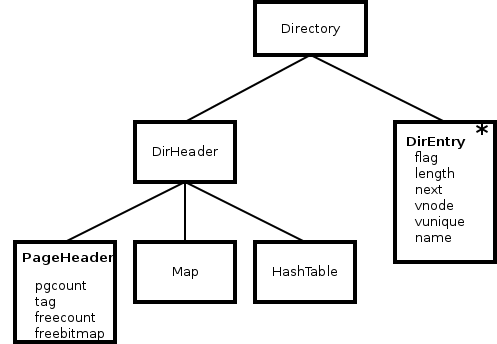 Directory
DirHeader
*
DirEntry
flag
length
next
vnode
vunique
name
PageHeader
pgcount
tag
freecount
freebitmap
Map
HashTable